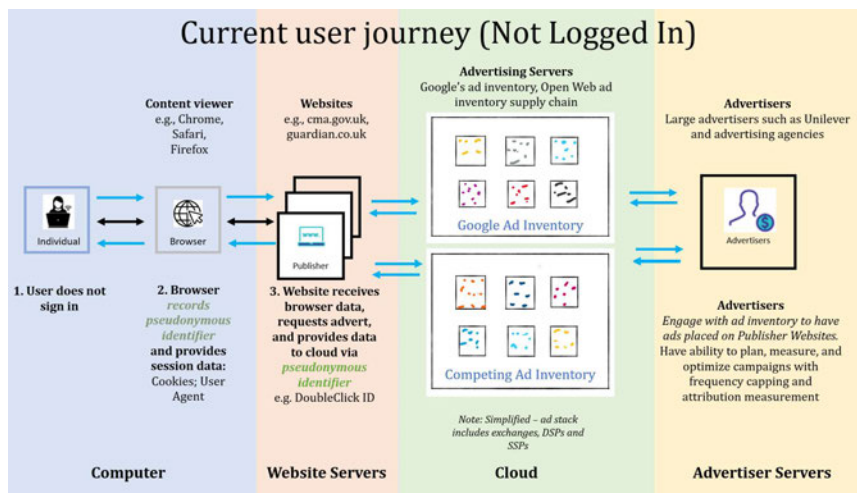 Current user journey (Not Logged In)
Content viewer
e.g., Chrome,
Safari,
Firefox
Websites
e.g., cma.gov.uk,
guardian.co.uk
Advertising Servers
Google's ad inventory, Open Web ad
inventory supply chain
Advertisers
Large advertisers such as Unilever
and advertising agencies
Individual
Browser
www
Publisher
Google Ad Inventory
Competing Ad Inventory
Advertisers
1. User does not
sign in
2. Browser
records
pseudonymous
identifier
and provides
session data:
Cookies; User
Agent
3. Website receives
browser data,
requests advert,
and provides data
to cloud via
pseudonymous
identifier
e.g. DoubleClick ID
Note: Simplified – ad stack
includes exchanges, DSPs and
SSPs
Advertisers
Engage with ad inventory to have
ads placed on Publisher Websites.
Have ability to plan, measure, and
optimize campaigns with
frequency capping and
attribution measurement
Computer
Website Servers
Cloud
Advertiser Servers